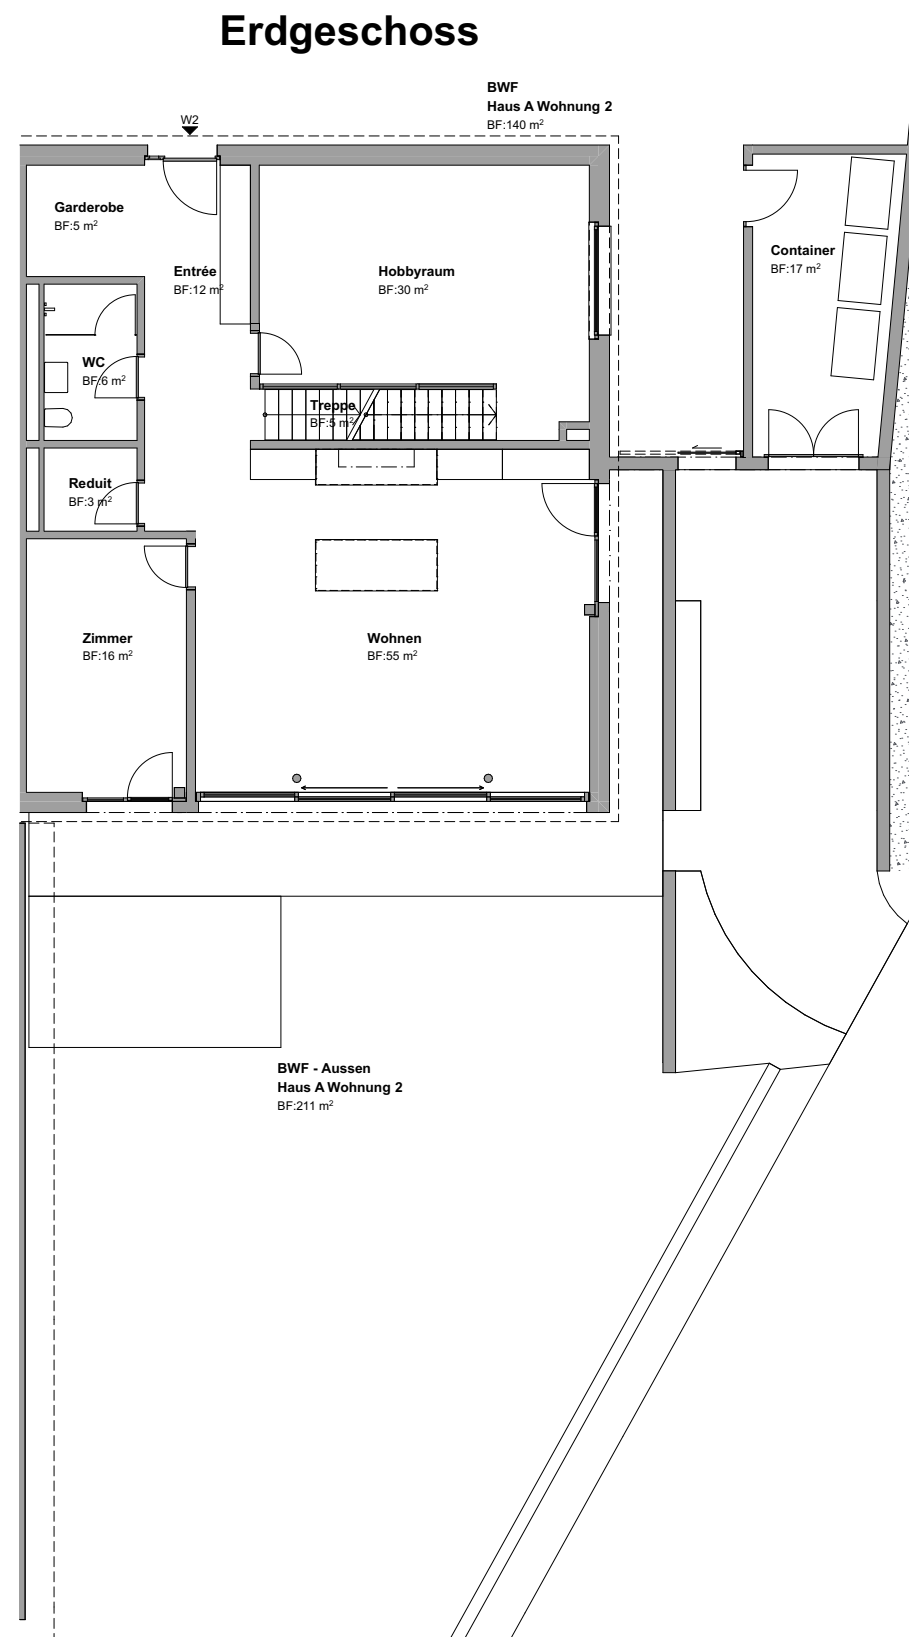 Erdgeschoss
BWF
Haus A Wohnung 2
BF:140 m²
W2
Garderobe
BF:5 m²
Entrée
BF:12 m²
Hobbyraum
BF:30 m²
Container
BF:17 m²
WC
BF:6 m²
Treppe
BF:5 m²
Reduit
BF:3 m²
Zimmer
BF:16 m²
Wohnen
BF:55 m²
BWF - Aussen
Haus A Wohnung 2
BF:211 m²